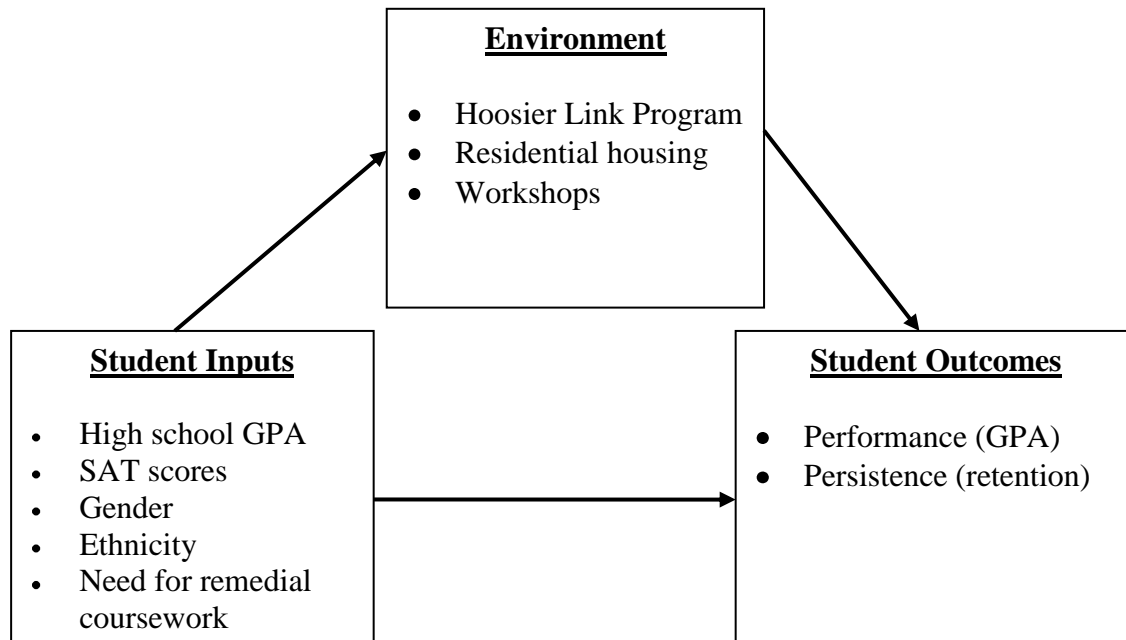 Environment
● Hoosier Link Program
● Residential housing
● Workshops
Student Inputs
• High school GPA
• SAT scores
• Gender
• Ethnicity
• Need for remedial
coursework
Student Outcomes
● Performance (GPA)
● Persistence (retention)